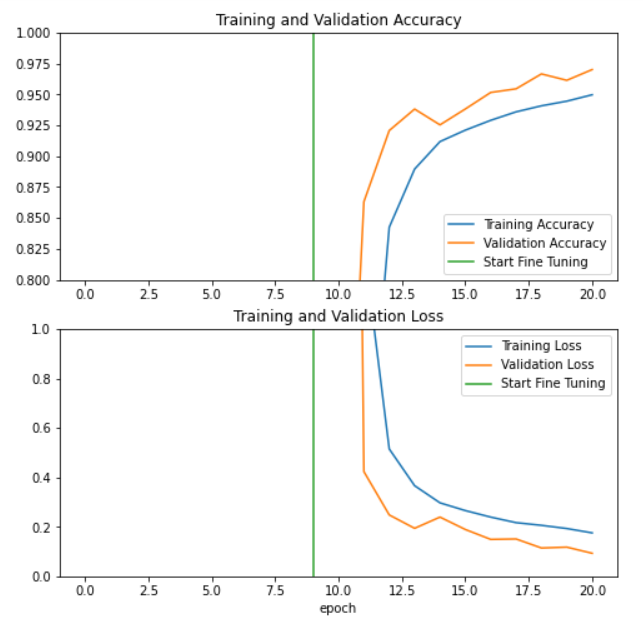 Training and Validation Accuracy
1.000
0.975
0.950
0.925
0.900
0.875
0.850
0.825
0.800
Training Accuracy
Validation Accuracy
Start Fine Tuning
0.0 2.5 5.0 7.5 10.0 12.5 15.0 17.5 20.0
Training and Validation Loss
1.0
0.8
0.6
0.4
0.2
0.0
Training Loss
Validation Loss
Start Fine Tuning
0.0 2.5 5.0 7.5 10.0 12.5 15.0 17.5 20.0
epoch